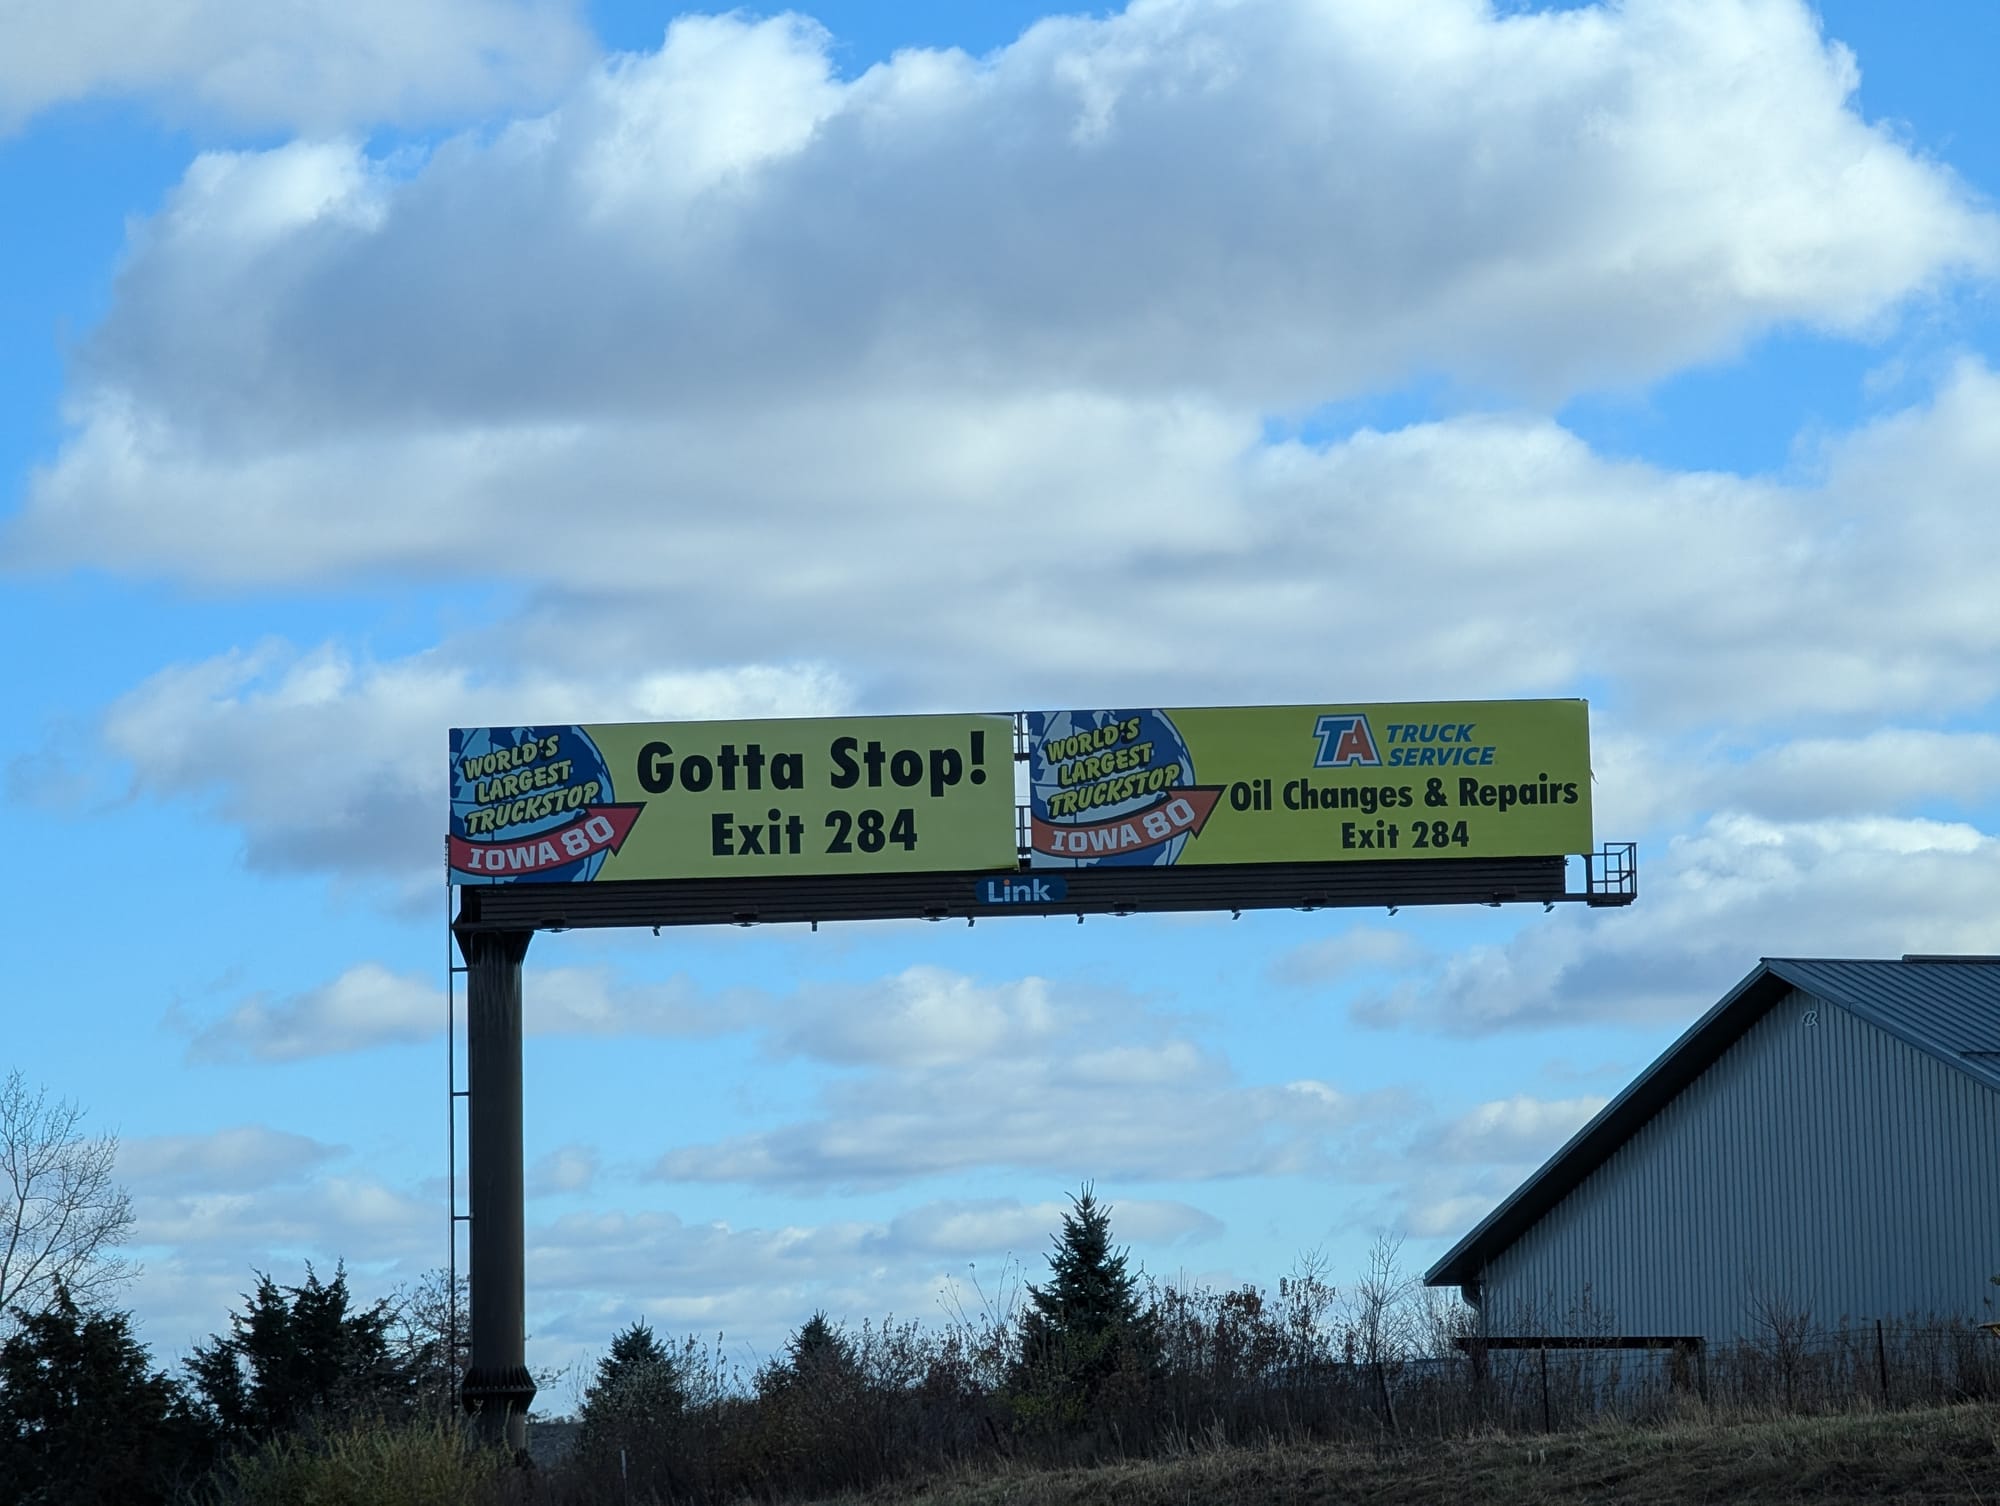 WORLD'S
LARGEST
TRUCKSTOP
IOWA 80
Gotta Stop!
Exit 284
WORLD'S
LARGEST
TRUCKSTOP
IOWA 80
TA TRUCK
SERVICE
Oil Changes & Repairs
Exit 284
Link